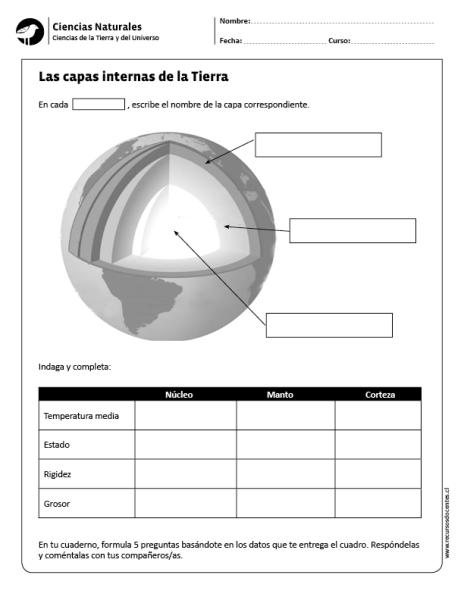 Ciencias Naturales
Ciencias de la Tierra y del Universo
Nombre:
Fecha: Curso:
Las capas internas de la Tierra
En cada , escribe el nombre de la capa correspondiente.
Indaga y completa:
Núcleo Manto Corteza
Temperatura media
Estado
Rigidez
Grosor
En tu cuaderno, formula 5 preguntas basándote en los datos que te entrega el cuadro. Respóndelas
y coméntalas con tus compañeros/as.
www.recursosdocentes.cl